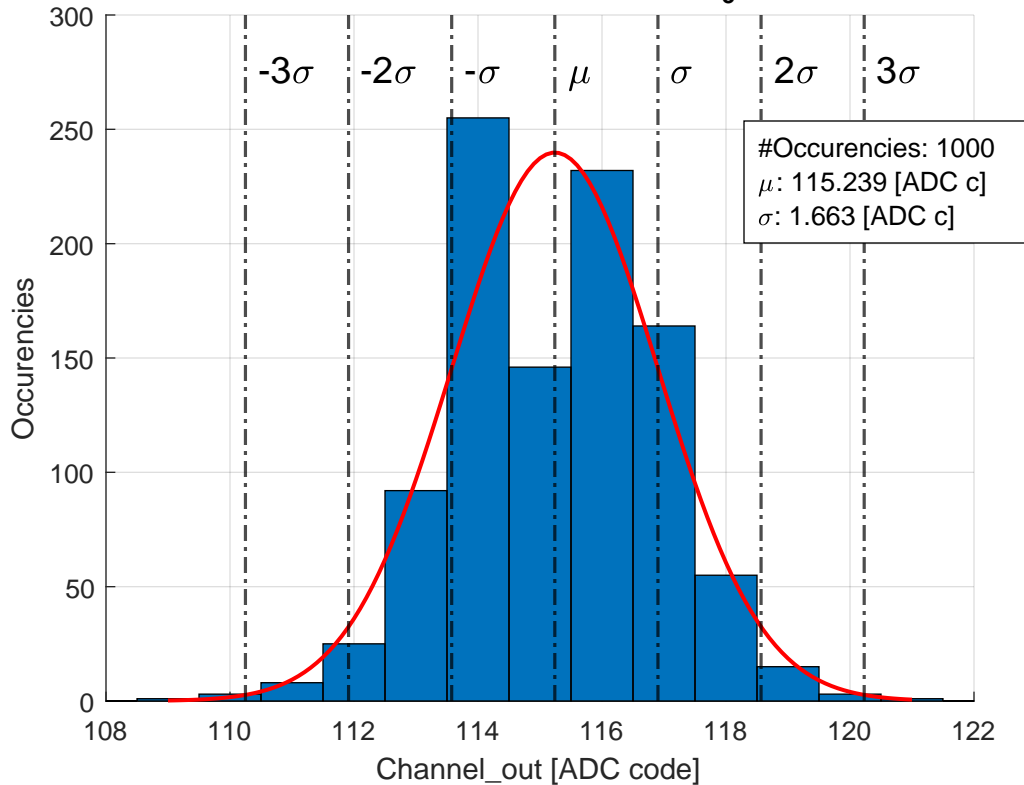 300
250
200
150
100
50
0
-3σ -2σ -σ μ σ 2σ 3σ
#Occurencies: 1000
μ: 115.239 [ADC c]
σ: 1.663 [ADC c]
Occurencies
108 110 112 114 116 118 120 122
Channel_out [ADC code]